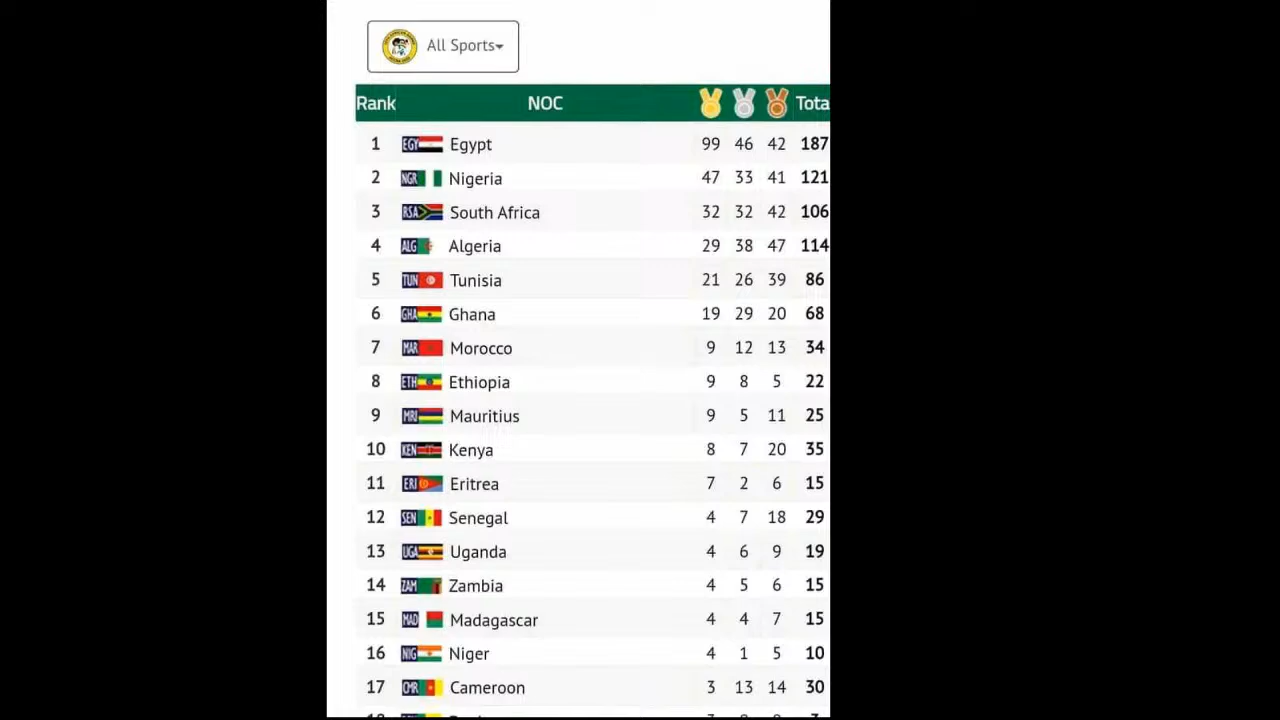 All Sports
Rank NOC Tota
1 EGY Egypt 99 46 42 187
2 NGR Nigeria 47 33 41 121
3 RSA South Africa 32 32 42 106
4 ALG Algeria 29 38 47 114
5 TUN Tunisia 21 26 39 86
6 GHA Ghana 19 29 20 68
7 MAR Morocco 9 12 13 34
8 ETH Ethiopia 9 8 5 22
9 MRI Mauritius 9 5 11 25
10 KEN Kenya 8 7 20 35
11 ERI Eritrea 7 2 6 15
12 SEN Senegal 4 7 18 29
13 UGA Uganda 4 6 9 19
14 ZAM Zambia 4 5 6 15
15 MAD Madagascar 4 4 7 15
16 NIG Niger 4 1 5 10
17 CMR Cameroon 3 13 14 30